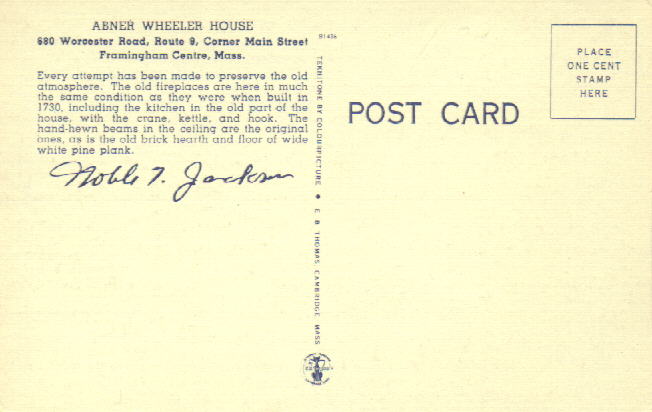 ABNER WHEELER HOUSE
680 Worcester Road, Route 9, Corner Main Street
Framingham Centre, Mass.
Every attempt has been made to preserve the old
atmosphere. The old fireplaces are here in much
the same condition as they were when built in
1730, including the kitchen in the old part of the
house, with the crane, kettle, and hook. The
hand-hewn beams in the ceiling are the original
ones, as is the old brick hearth and floor of wide
white pine plank.
Noble T. Jackson
81436
TEKNITONE BY COLOURPICTURE • E. B. THOMAS, CAMBRIDGE, MASS
POST CARD
PLACE
ONE CENT
STAMP
HERE